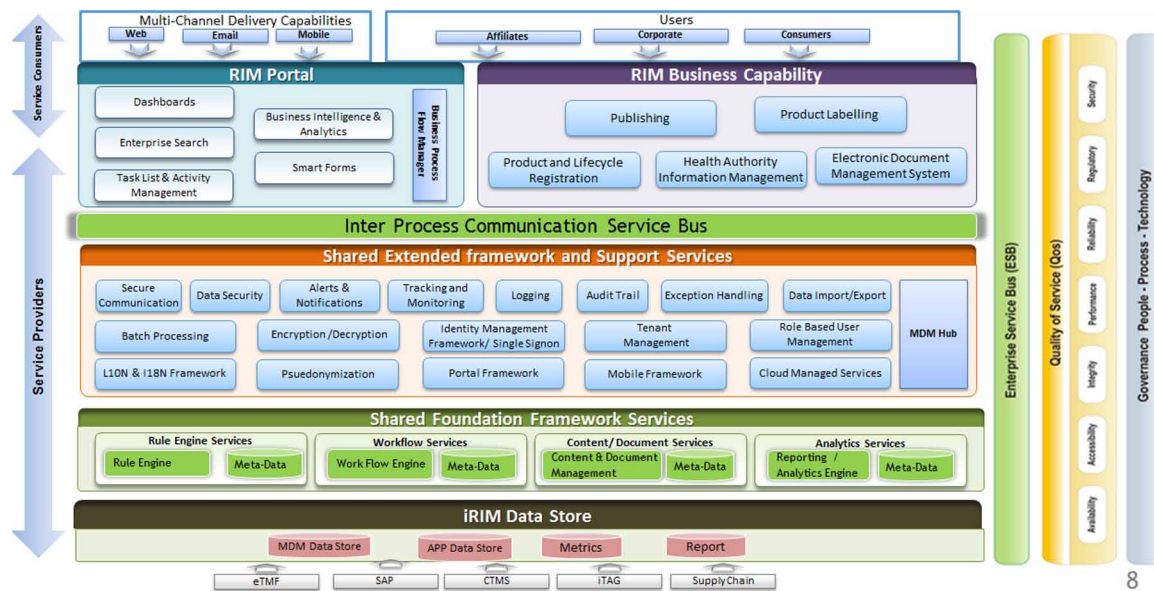 Multi-Channel Delivery Capabilities
Web
Email
Mobile
Users
Affiliates
Corporate
Consumers
Service Consumers
Service Providers
RIM Portal
Dashboards
Enterprise Search
Task List & Activity
Management
Business Intelligence &
Analytics
Smart Forms
Business Process
Flow Manager
RIM Business Capability
Publishing
Product Labelling
Product and Lifecycle
Registration
Health Authority
Information Management
Electronic Document
Management System
Inter Process Communication Service Bus
Shared Extended framework and Support Services
Secure
Communication
Data Security
Alerts &
Notifications
Tracking and
Monitoring
Logging
Audit Trail
Exception Handling
Data Import/Export
Batch Processing
Encryption/Decryption
Identity Management
Framework/ Single Signon
Tenant
Management
Role Based User
Management
L10N & I18N Framework
Psuedonymization
Portal Framework
Mobile Framework
Cloud Managed Services
MDM Hub
Shared Foundation Framework Services
Rule Engine Services
Rule Engine
Meta-Data
Workflow Services
Work Flow Engine
Meta-Data
Content/ Document Services
Content & Document
Management
Meta-Data
Analytics Services
Reporting /
Analytics Engine
Meta-Data
iRIM Data Store
MDM Data Store
APP Data Store
Metrics
Report
eTMF
SAP
CTMS
iTAG
Supply Chain
Enterprise Service Bus (ESB)
Quality of Service (Qos)
Security
Regulatory
Reliability
Performance
Integrity
Accessibility
Availability
Governance People - Process - Technology
8